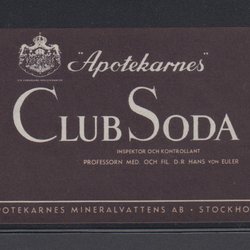 "Apotekarnes"
CLUB SODA
INSPEKTOR OCH KONTROLLANT
PROFESSORN MED. OCH FIL. D:R HANS VON EULER
POTEKARNES MINERALVATTENS AB • STOCKHO